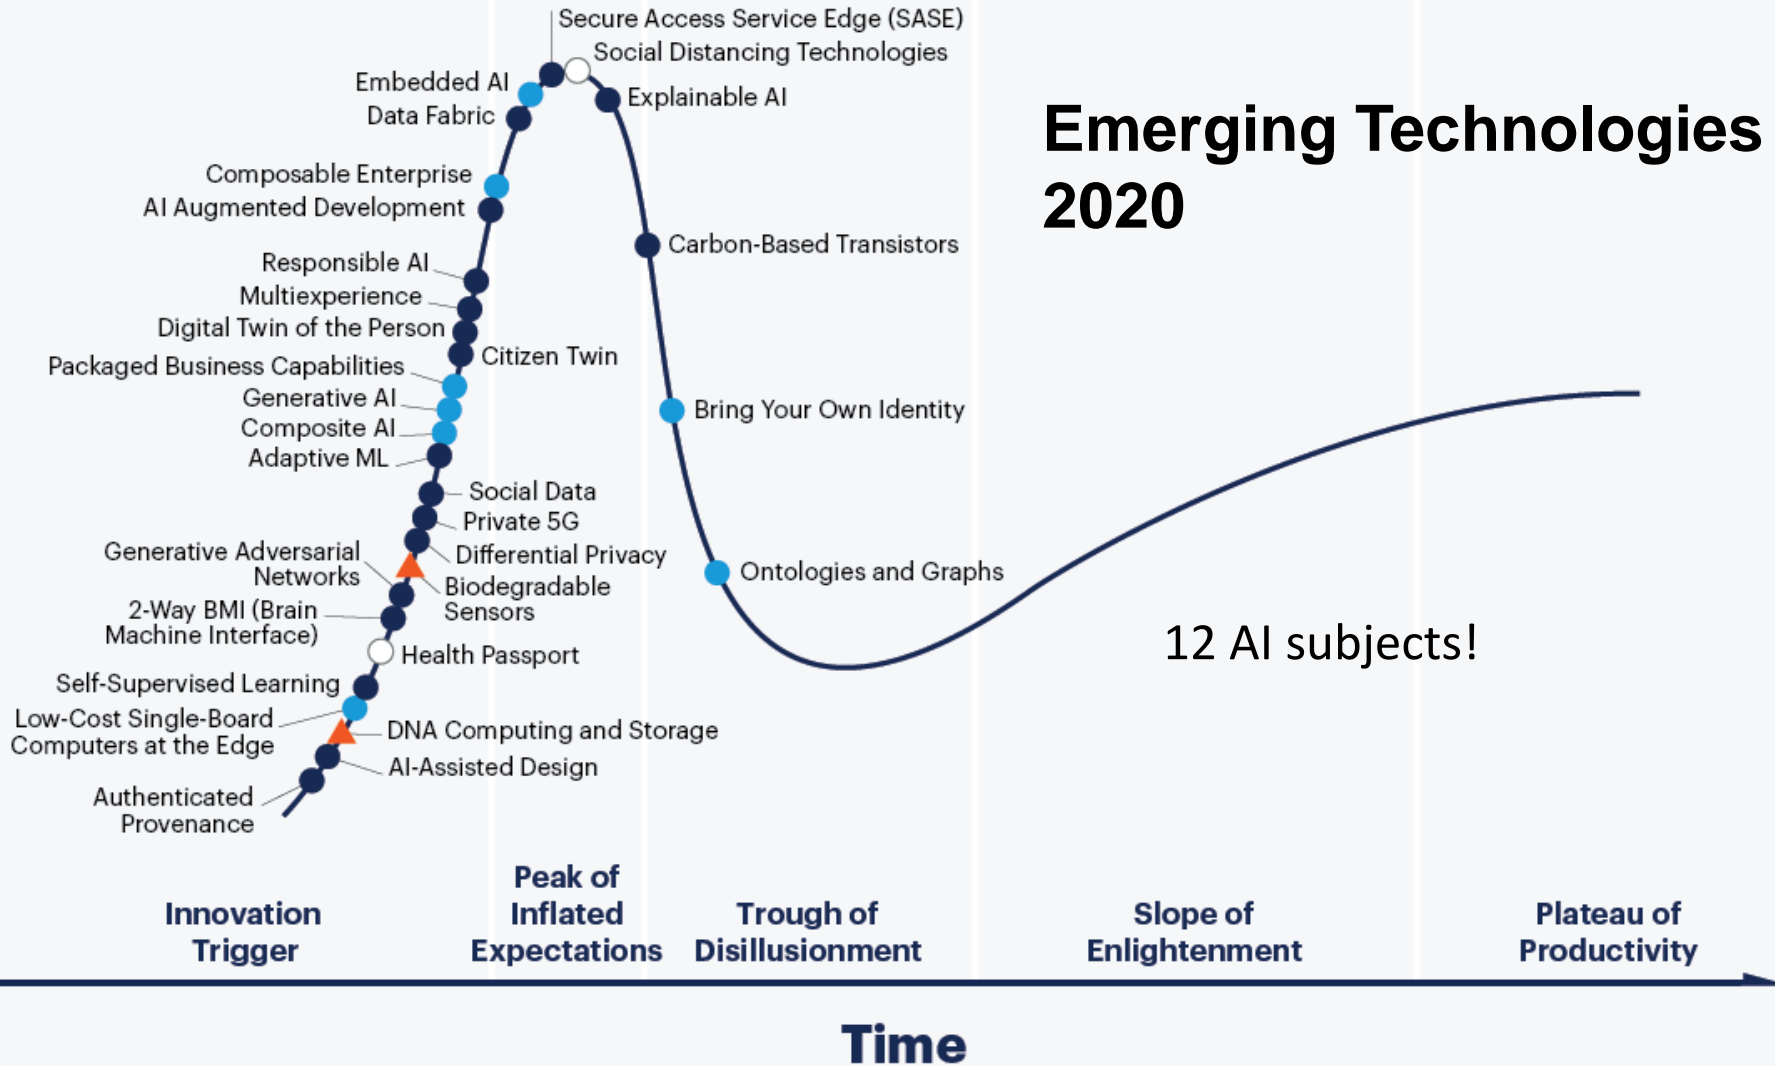 Secure Access Service Edge (SASE)
Social Distancing Technologies
Embedded AI
Explainable AI
Data Fabric
Emerging Technologies
2020
Composable Enterprise
AI Augmented Development
Carbon-Based Transistors
Responsible AI
Multiexperience
Digital Twin of the Person
Citizen Twin
Packaged Business Capabilities
Generative AI
Bring Your Own Identity
Composite AI
Adaptive ML
Social Data
Private 5G
Generative Adversarial
Networks
Differential Privacy
Ontologies and Graphs
Biodegradable
Sensors
2-Way BMI (Brain
Machine Interface)
12 AI subjects!
Health Passport
Self-Supervised Learning
Low-Cost Single-Board
Computers at the Edge
DNA Computing and Storage
AI-Assisted Design
Authenticated
Provenance
Innovation
Trigger
Peak of
Inflated
Expectations
Trough of
Disillusionment
Slope of
Enlightenment
Plateau of
Productivity
Time